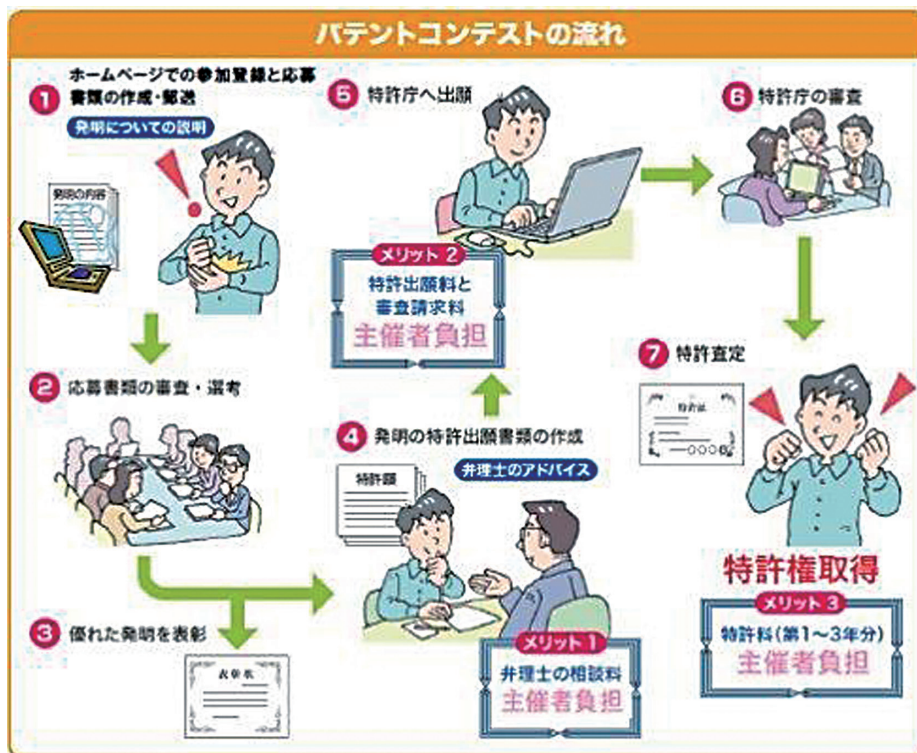 パテントコンテストの流れ
1
ホームページでの参加登録と応募
書類の作成・郵送
発明についての説明
発明の内容
2 応募書類の審査・選考
3 優れた発明を表彰
表彰状
4 発明の特許出願書類の作成
弁理士のアドバイス
特許願
メリット 1
弁理士の相談料
主催者負担
5 特許庁へ出願
メリット 2
特許出願料と
審査請求料
主催者負担
6 特許庁の審査
7 特許査定
特許証
○○○○
特許権取得
メリット 3
特許料(第1〜3年分)
主催者負担